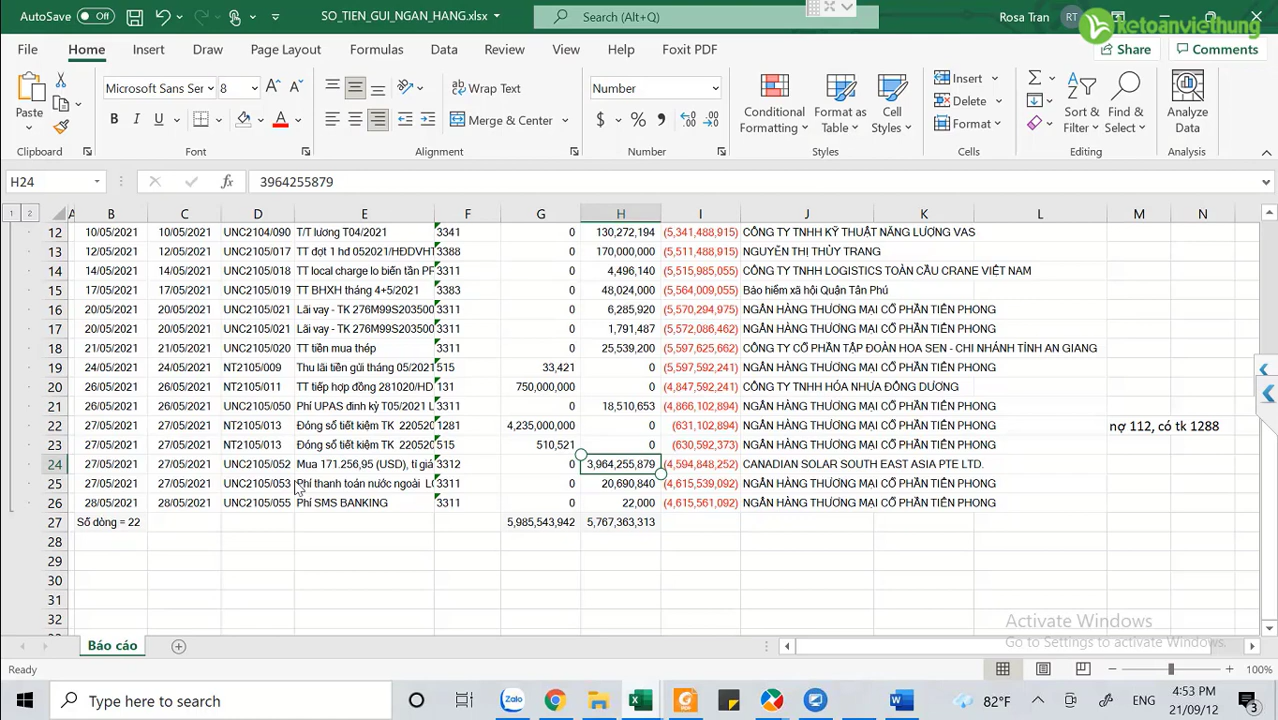 AutoSave Off SO_TIEN_GUI_NGAN_HANG.xlsx Search (Alt+Q) Rosa Tran RT ketoanviethung
File Home Insert Draw Page Layout Formulas Data Review View Help Foxit PDF Share Comments
Paste Microsoft Sans Ser 8 Wrap Text Number Conditional Formatting Format as Table Cell Styles Insert Sort & Filter Find & Select Analyze Data
Delete
B I U Merge & Center $ % Format
Clipboard Font Alignment Number Styles Cells Editing Analysis
H24 fx 3964255879
1 2 A B C D E F G H I J K L M N
12 10/05/2021 10/05/2021 UNC2104/090 T/T lương T04/2021 3341 0 130,272,194 (5,341,488,915) CÔNG TY TNHH KỸ THUẬT NĂNG LƯỢNG VAS
13 12/05/2021 12/05/2021 UNC2105/017 TT đợt 1 hđ 052021/HĐDVHT 3388 0 170,000,000 (5,511,488,915) NGUYỄN THỊ THÙY TRANG
14 14/05/2021 14/05/2021 UNC2105/018 TT local charge lo biến tần PF 3311 0 4,496,140 (5,515,985,055) CÔNG TY TNHH LOGISTICS TOÀN CẦU CRANE VIỆT NAM
15 17/05/2021 17/05/2021 UNC2105/019 TT BHXH tháng 4+5/2021 3383 0 48,024,000 (5,564,009,055) Bảo hiểm xã hội Quận Tân Phú
16 20/05/2021 20/05/2021 UNC2105/021 Lãi vay - TK 276M99S203500 3311 0 6,285,920 (5,570,294,975) NGÂN HÀNG THƯƠNG MẠI CỔ PHẦN TIÊN PHONG
17 20/05/2021 20/05/2021 UNC2105/021 Lãi vay - TK 276M99S203500 3311 0 1,791,487 (5,572,086,462) NGÂN HÀNG THƯƠNG MẠI CỔ PHẦN TIÊN PHONG
18 21/05/2021 21/05/2021 UNC2105/020 TT tiền mua thép 3311 0 25,539,200 (5,597,625,662) CÔNG TY CỔ PHẦN TẬP ĐOÀN HOA SEN - CHI NHÁNH TỈNH AN GIANG
19 24/05/2021 24/05/2021 NT2105/009 Thu lãi tiền gửi tháng 05/2021 515 33,421 0 (5,597,592,241) NGÂN HÀNG THƯƠNG MẠI CỔ PHẦN TIÊN PHONG
20 26/05/2021 26/05/2021 NT2105/011 TT tiếp hợp đồng 281020/HD 131 750,000,000 0 (4,847,592,241) CÔNG TY TNHH HÓA NHỰA ĐÔNG DƯƠNG
21 26/05/2021 26/05/2021 UNC2105/050 Phí UPAS định kỳ T05/2021 L 3311 0 18,510,653 (4,866,102,894) NGÂN HÀNG THƯƠNG MẠI CỔ PHẦN TIÊN PHONG
22 27/05/2021 27/05/2021 NT2105/013 Đóng sổ tiết kiệm TK 220520 1281 4,235,000,000 0 (631,102,894) NGÂN HÀNG THƯƠNG MẠI CỔ PHẦN TIÊN PHONG nợ 112, có tk 1288
23 27/05/2021 27/05/2021 NT2105/013 Đóng sổ tiết kiệm TK 220520 515 510,521 0 (630,592,373) NGÂN HÀNG THƯƠNG MẠI CỔ PHẦN TIÊN PHONG
24 27/05/2021 27/05/2021 UNC2105/052 Mua 171.256,95 (USD), tỉ giá 3312 0 3,964,255,879 (4,594,848,252) CANADIAN SOLAR SOUTH EAST ASIA PTE LTD.
25 27/05/2021 27/05/2021 UNC2105/053 Phí thanh toán nước ngoài LC 3311 0 20,690,840 (4,615,539,092) NGÂN HÀNG THƯƠNG MẠI CỔ PHẦN TIÊN PHONG
26 28/05/2021 28/05/2021 UNC2105/055 Phí SMS BANKING 3311 0 22,000 (4,615,561,092) NGÂN HÀNG THƯƠNG MẠI CỔ PHẦN TIÊN PHONG
27 Số dòng = 22 5,985,543,942 5,767,363,313
28
29
30
31
32
Activate Windows
Go to Settings to activate Windows.
Báo cáo
Ready 100%
Type here to search Zalo 82°F ENG 4:53 PM 21/09/12 3